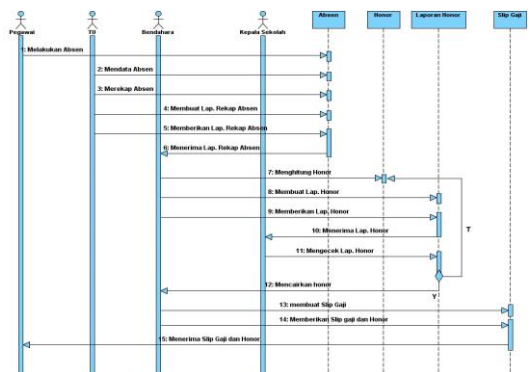 Absen Honor Laporan Honor Slip Gaji
Pegawai TU Bendahara Kepala Sekolah
1: Melakukan Absen
2: Mendata Absen
3: Merekap Absen
4: Membuat Lap. Rekap Absen
5: Memberikan Lap. Rekap Absen
6: Menerima Lap. Rekap Absen
7: Menghitung Honor
8: Membuat Lap. Honor
9: Memberikan Lap. Honor
T
10: Menerima Lap. Honor
11: Mengecek Lap. Honor
12: Mencairkan honor
Y
13: membuat Slip Gaji
14: Memberikan Slip gaji dan Honor
15: Menerima Slip Gaji dan Honor